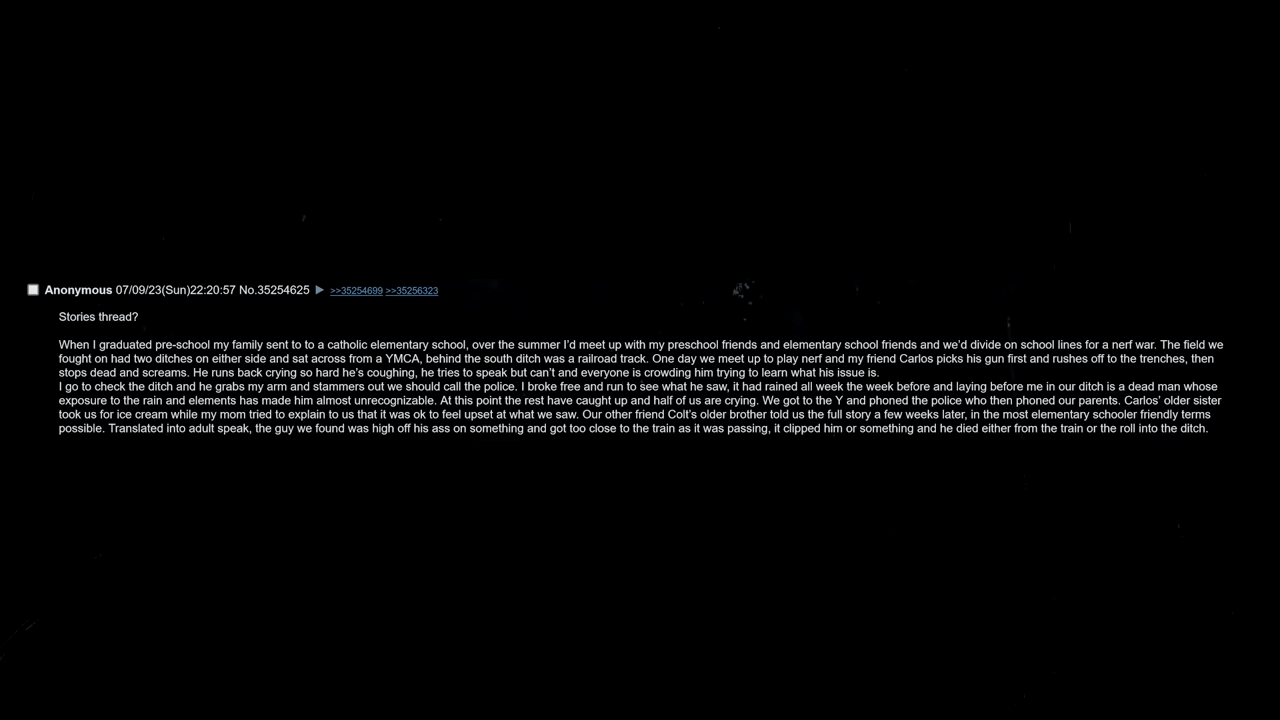 Anonymous 07/09/23(Sun)22:20:57 No.35254625 ▶ >>35254699 >>35256323
Stories thread?
When I graduated pre-school my family sent to to a catholic elementary school, over the summer I'd meet up with my preschool friends and elementary school friends and we'd divide on school lines for a nerf war. The field we
fought on had two ditches on either side and sat across from a YMCA, behind the south ditch was a railroad track. One day we meet up to play nerf and my friend Carlos picks his gun first and rushes off to the trenches, then
stops dead and screams. He runs back crying so hard he's coughing, he tries to speak but can't and everyone is crowding him trying to learn what his issue is.
I go to check the ditch and he grabs my arm and stammers out we should call the police. I broke free and run to see what he saw, it had rained all week the week before and laying before me in our ditch is a dead man whose
exposure to the rain and elements has made him almost unrecognizable. At this point the rest have caught up and half of us are crying. We got to the Y and phoned the police who then phoned our parents. Carlos' older sister
took us for ice cream while my mom tried to explain to us that it was ok to feel upset at what we saw. Our other friend Colt's older brother told us the full story a few weeks later, in the most elementary schooler friendly terms
possible. Translated into adult speak, the guy we found was high off his ass on something and got too close to the train as it was passing, it clipped him or something and he died either from the train or the roll into the ditch.